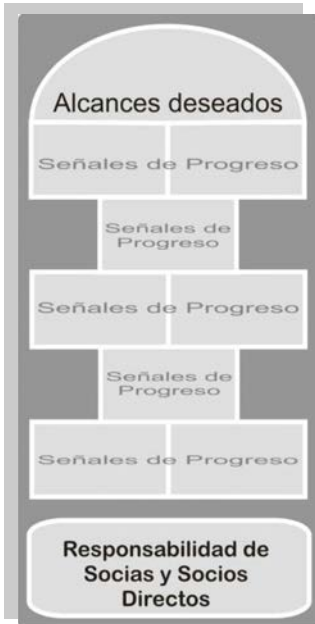 Alcances deseados
Señales de Progreso
Señales de
Progreso
Señales de Progreso
Señales de
Progreso
Señales de Progreso
Responsabilidad de
Socias y Socios
Directos